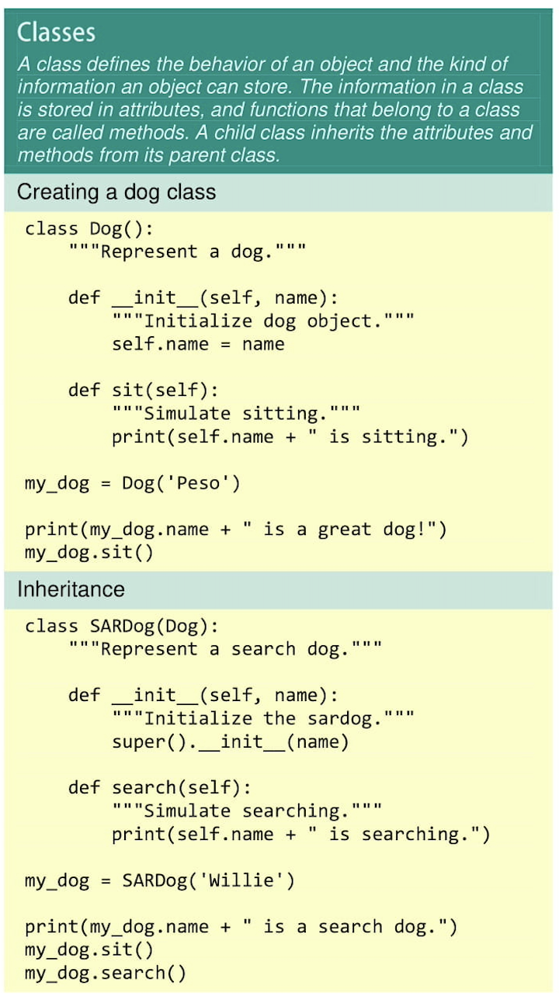 Classes
A class defines the behavior of an object and the kind of
information an object can store. The information in a class
is stored in attributes, and functions that belong to a class
are called methods. A child class inherits the attributes and
methods from its parent class.
Creating a dog class
class Dog():
    """Represent a dog."""

    def __init__(self, name):
        """Initialize dog object."""
        self.name = name

    def sit(self):
        """Simulate sitting."""
        print(self.name + " is sitting.")

my_dog = Dog('Peso')

print(my_dog.name + " is a great dog!")
my_dog.sit()
Inheritance
class SARDog(Dog):
    """Represent a search dog."""

    def __init__(self, name):
        """Initialize the sardog."""
        super().__init__(name)

    def search(self):
        """Simulate searching."""
        print(self.name + " is searching.")

my_dog = SARDog('Willie')

print(my_dog.name + " is a search dog.")
my_dog.sit()
my_dog.search()